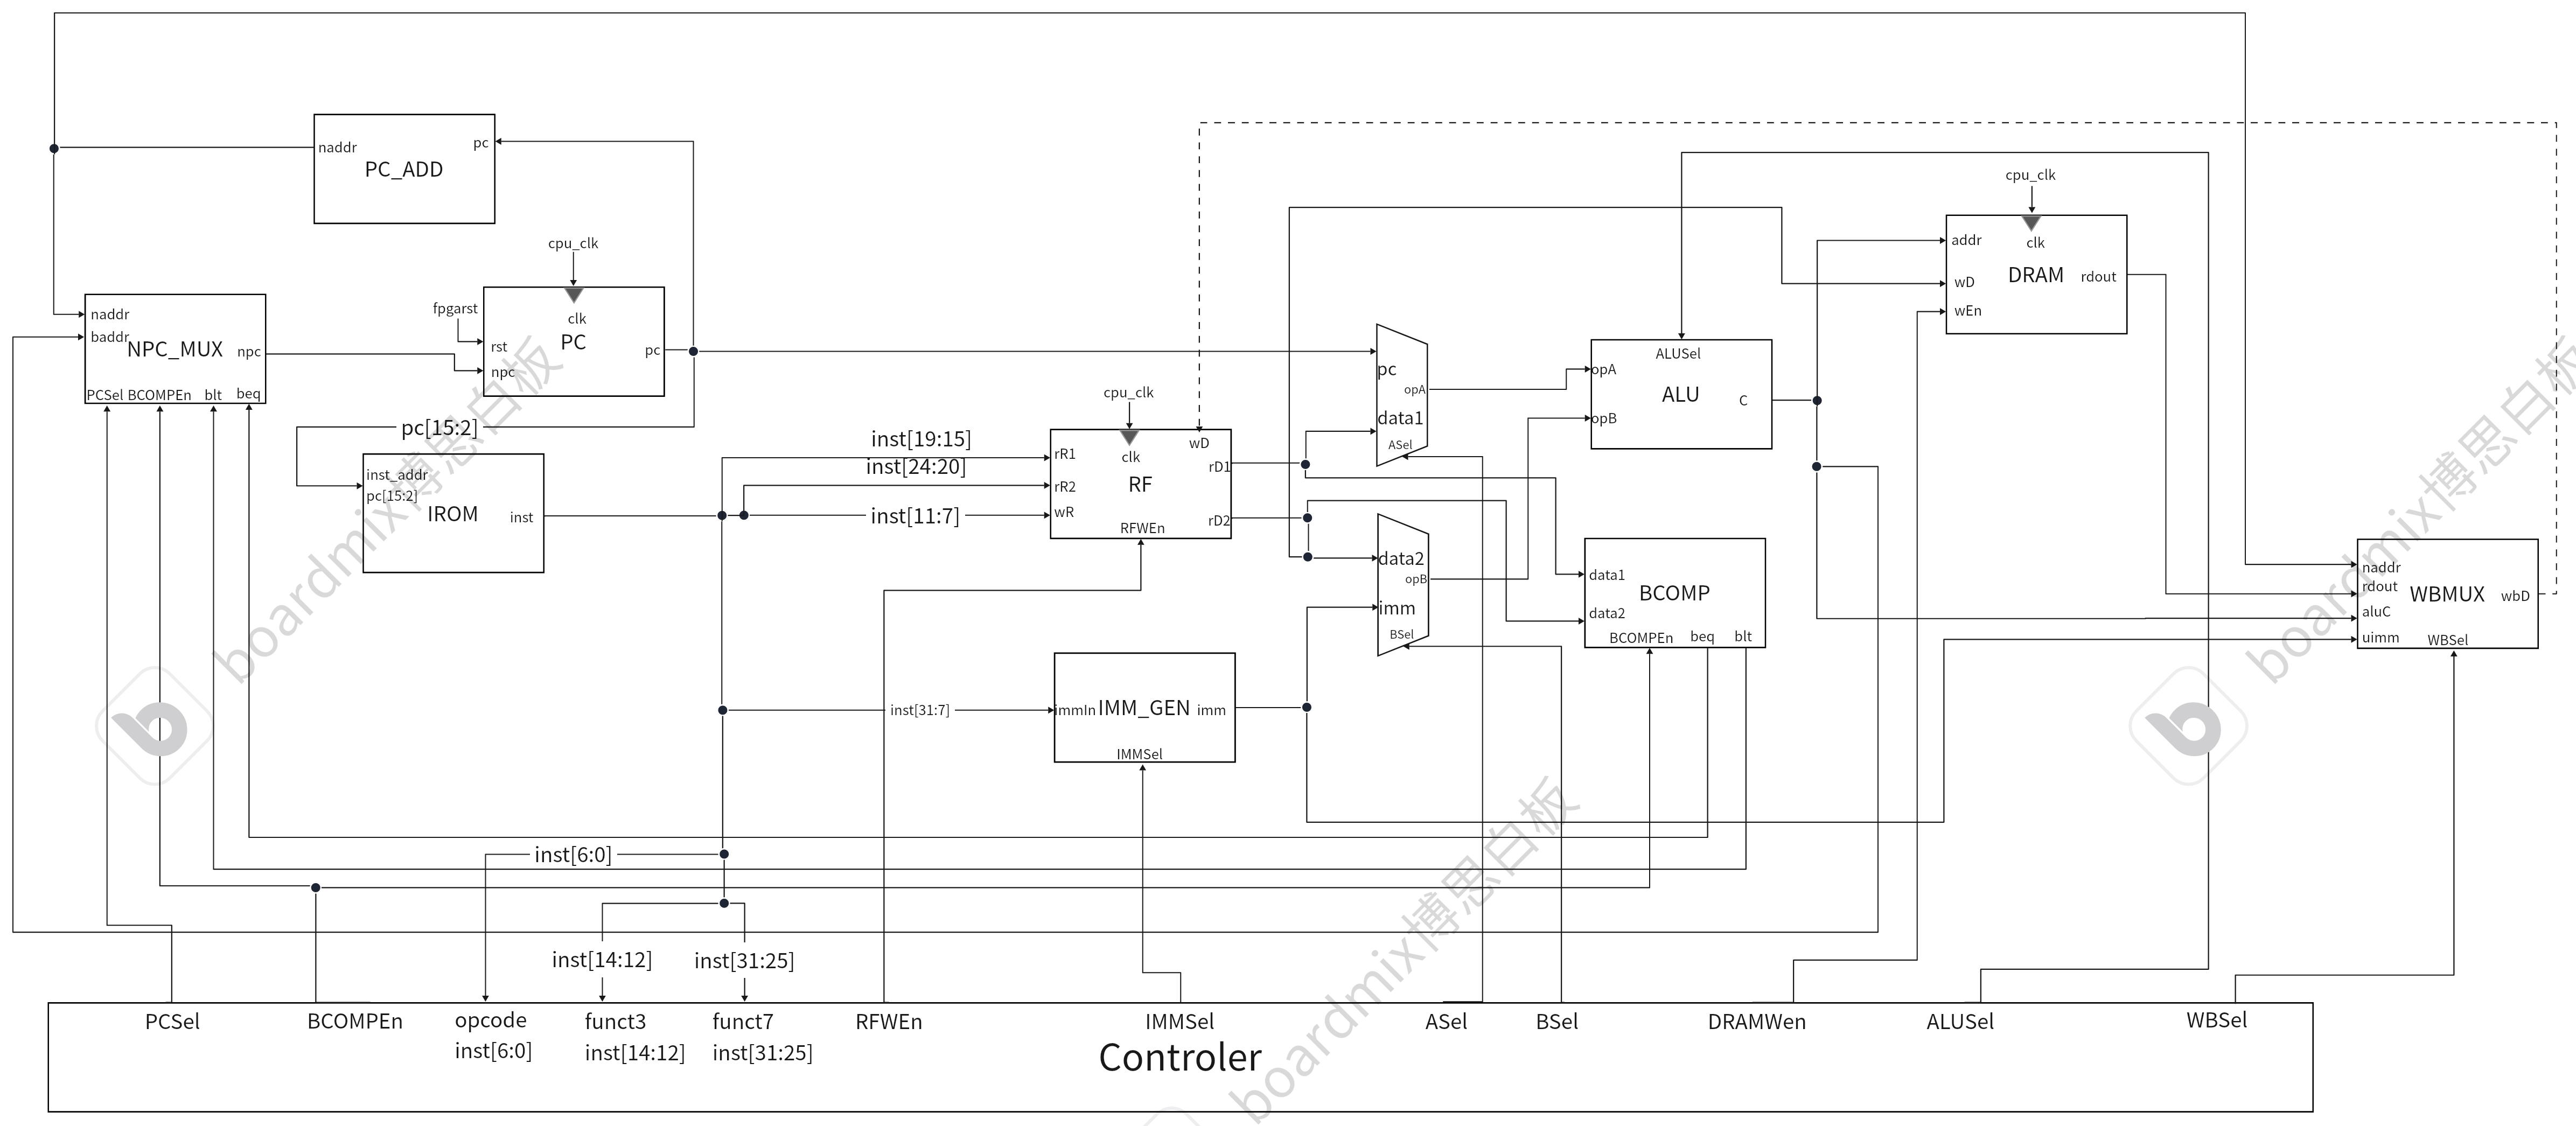 naddr
pc
PC_ADD
cpu_clk
cpu_clk
clk
addr
DRAM
rdout
wD
wEn
fpgarst
clk
PC
rst
pc
npc
naddr
baddr
NPC_MUX
npc
PCSel
BCOMPEn
blt
beq
pc[15:2]
inst_addr
pc[15:2]
IROM
inst
inst[19:15]
inst[24:20]
inst[11:7]
cpu_clk
wD
rR1
clk
rD1
RF
rR2
wR
rD2
RFWEn
pc
opA
data1
ASel
data2
opB
imm
BSel
ALUSel
opA
ALU
C
opB
data1
BCOMP
data2
BCOMPEn
beq
blt
naddr
rdout
WBMUX
wbD
aluC
uimm
WBSel
inst[31:7]
immIn
IMM_GEN
imm
IMMSel
inst[6:0]
inst[14:12]
inst[31:25]
PCSel
BCOMPEn
opcode
inst[6:0]
funct3
inst[14:12]
funct7
inst[31:25]
RFWEn
IMMSel
ASel
BSel
DRAMWen
ALUSel
WBSel
Controler
boardmix博思白板
boardmix博思白板
boardmix博思白板